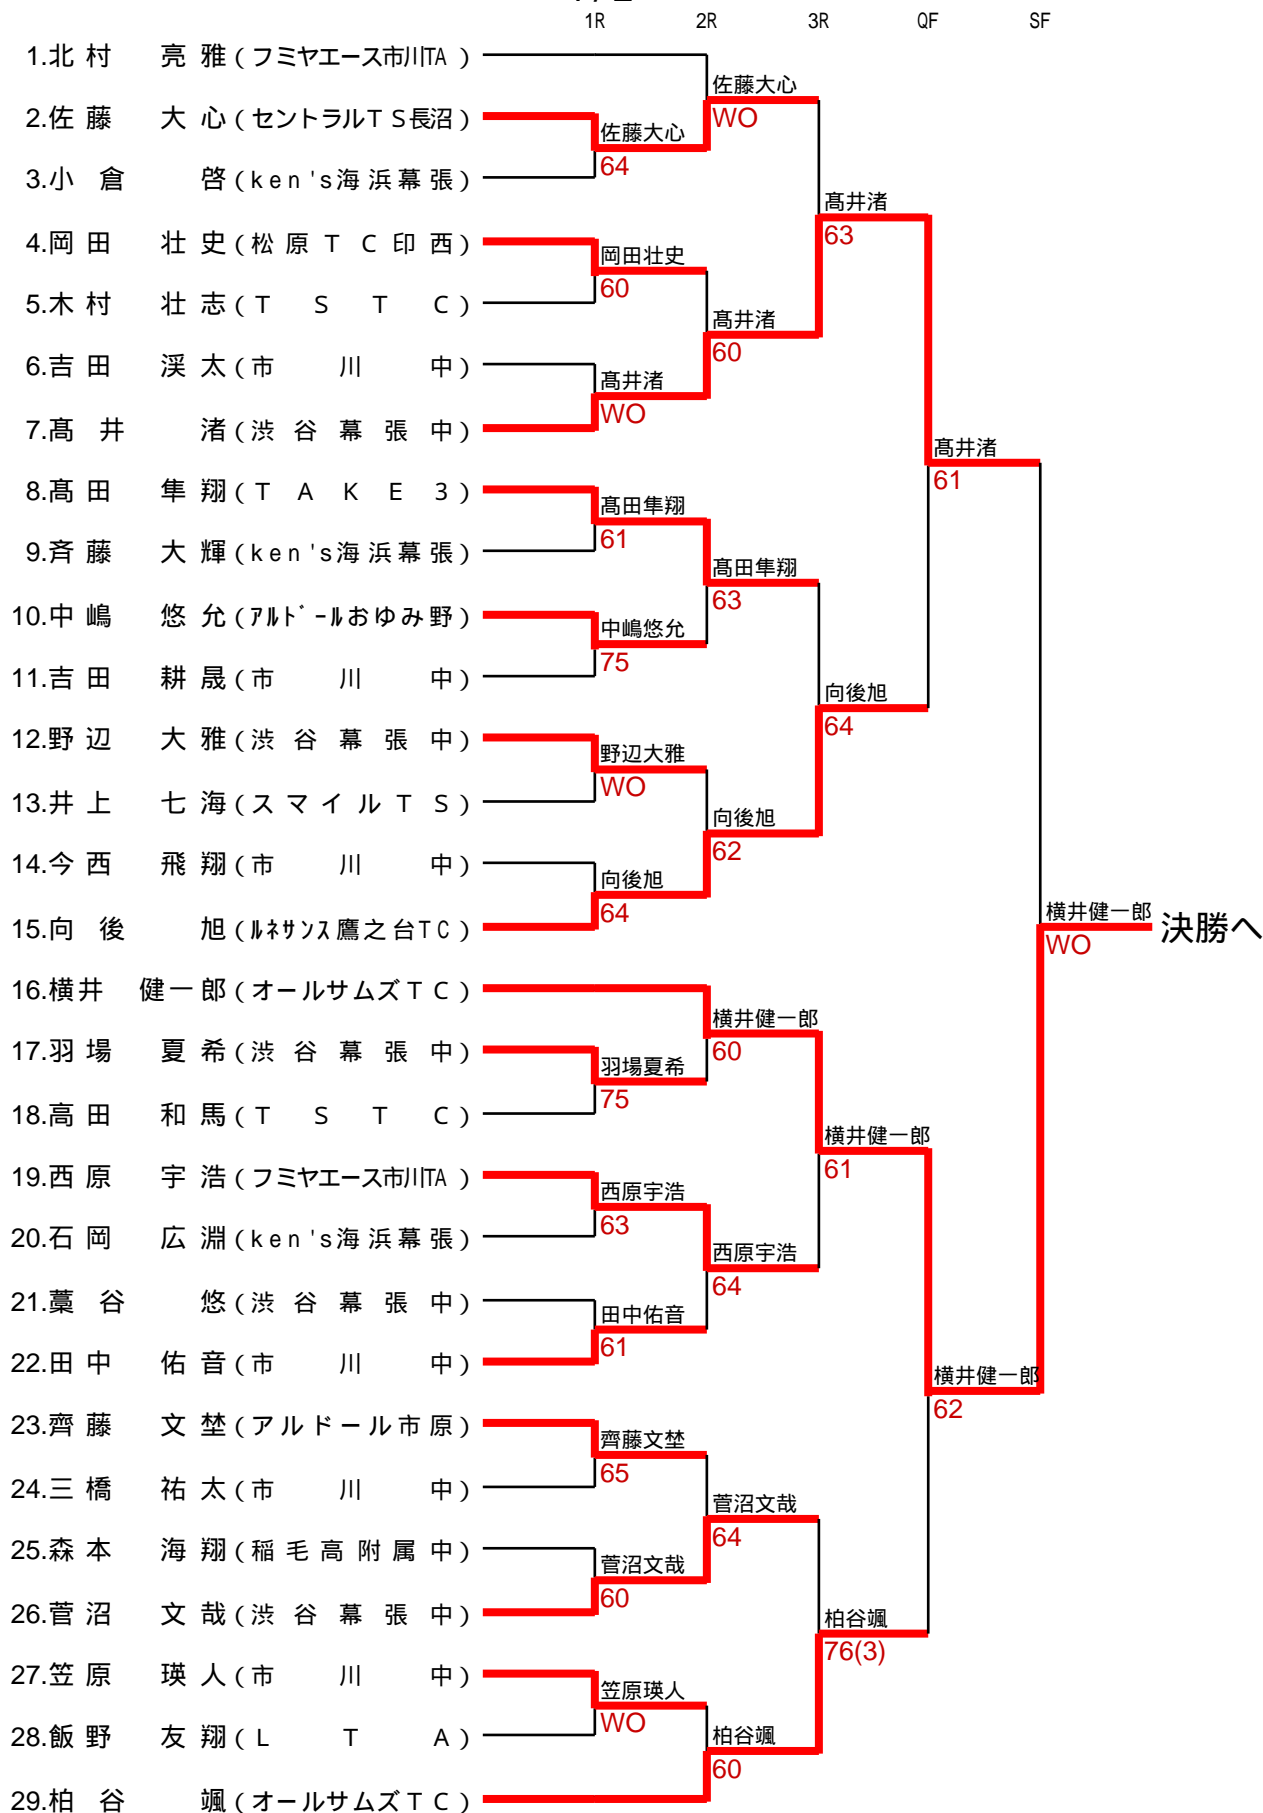 1R 2R 3R QF SF
1.北村 亮雅(フミヤエース市川TA)
佐藤大心
WO
2.佐藤 大心(セントラルTS長沼)
佐藤大心
64
3.小倉 啓(ken's海浜幕張)
髙井渚
63
4.岡田 壮史(松原TC印西)
岡田壮史
60
5.木村 壮志(TSTC)
髙井渚
60
6.吉田 渓太(市川中)
髙井渚
WO
7.髙井 渚(渋谷幕張中)
髙井渚
61
8.髙田 隼翔(TAKE3)
髙田隼翔
61
9.斉藤 大輝(ken's海浜幕張)
髙田隼翔
63
10.中嶋 悠允(アルドールおゆみ野)
中嶋悠允
75
11.吉田 耕晟(市川中)
向後旭
64
12.野辺 大雅(渋谷幕張中)
野辺大雅
WO
13.井上 七海(スマイルTS)
向後旭
62
14.今西 飛翔(市川中)
向後旭
64
15.向後 旭(ルネサンス鷹之台TC)
横井健一郎 決勝へ
WO
16.横井 健一郎(オールサムズTC)
横井健一郎
60
17.羽場 夏希(渋谷幕張中)
羽場夏希
75
18.高田 和馬(TSTC)
横井健一郎
61
19.西原 宇浩(フミヤエース市川TA)
西原宇浩
63
20.石岡 広淵(ken's海浜幕張)
西原宇浩
64
21.藁谷 悠(渋谷幕張中)
田中佑音
61
22.田中 佑音(市川中)
横井健一郎
62
23.齊藤 文埜(アルドール市原)
齊藤文埜
65
24.三橋 祐太(市川中)
菅沼文哉
64
25.森本 海翔(稲毛高附属中)
菅沼文哉
60
26.菅沼 文哉(渋谷幕張中)
柏谷颯
76(3)
27.笠原 瑛人(市川中)
笠原瑛人
WO
28.飯野 友翔(LTA)
柏谷颯
60
29.柏谷 颯(オールサムズTC)